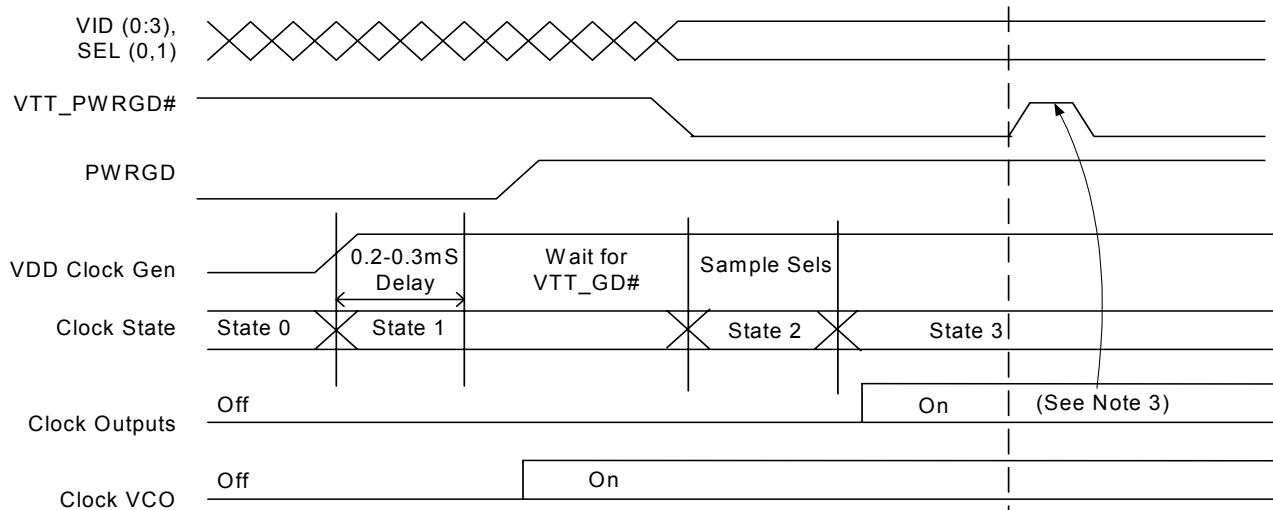 VID (0:3),
SEL (0,1)
VTT_PWRGD#
PWRGD
VDD Clock Gen
0.2-0.3mS
Delay
Wait for
VTT_GD#
Sample Sels
Clock State
State 0
State 1
State 2
State 3
Clock Outputs
Off
On
(See Note 3)
Clock VCO
Off
On